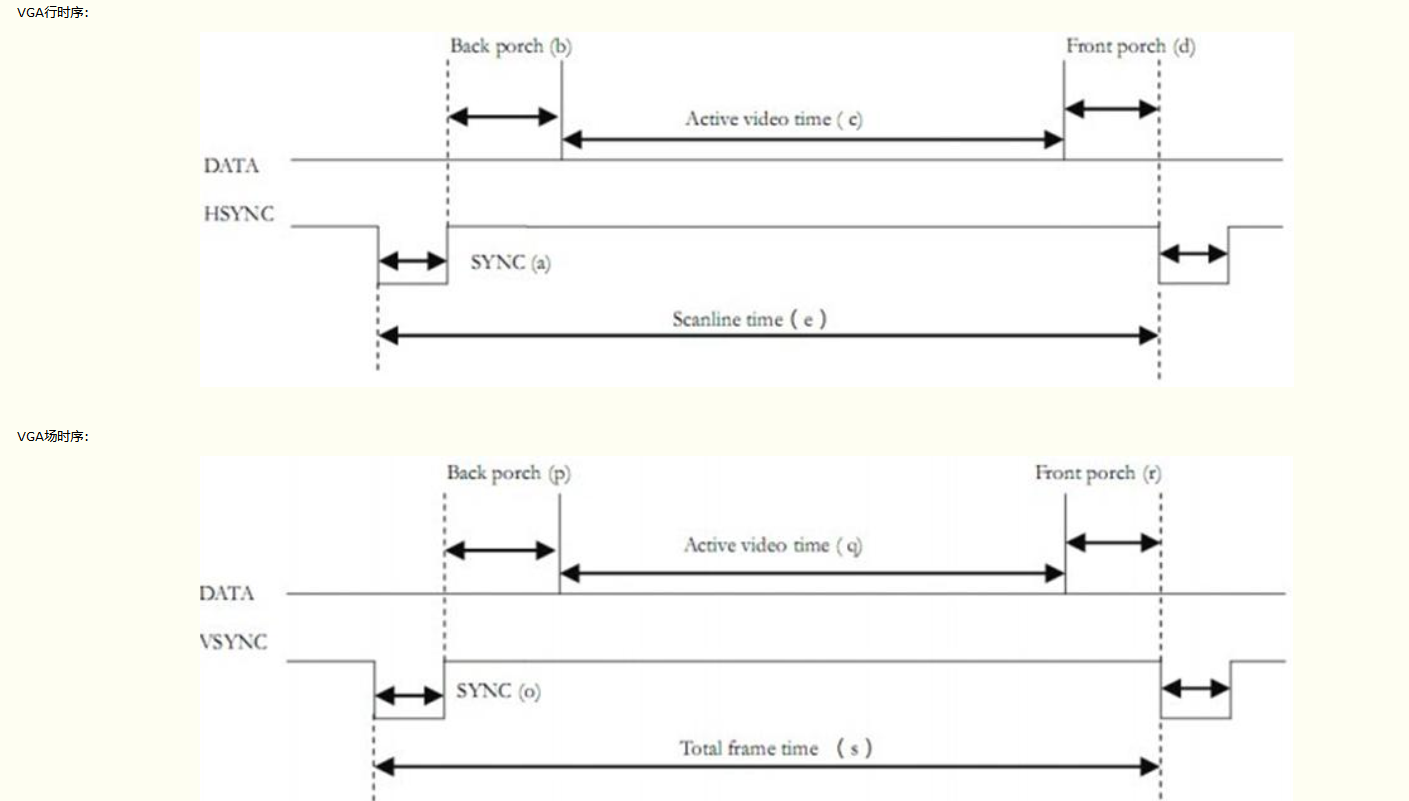 VGA行时序：
Back porch (b)
Front porch (d)
Active video time ( c)
DATA
HSYNC
SYNC (a)
Scanline time ( e )
VGA场时序：
Back porch (p)
Front porch (r)
Active video time ( q)
DATA
VSYNC
SYNC (o)
Total frame time ( s )